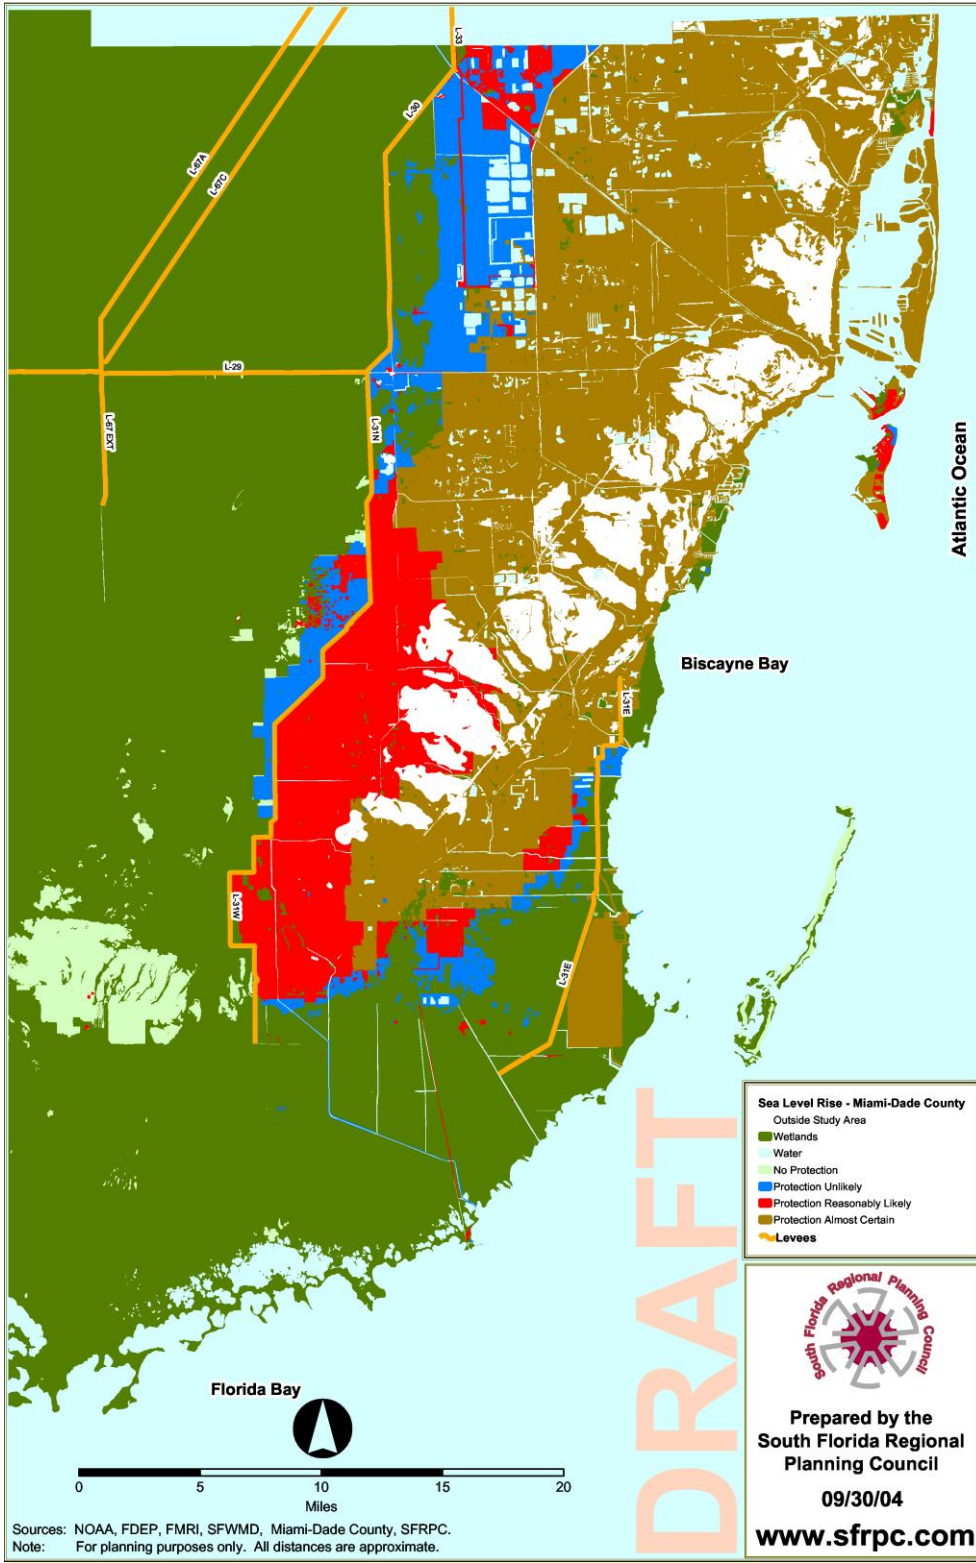 L-33
L-30
L-67A
L-67C
L-29
L-67 EXT
L-31N
Atlantic Ocean
Biscayne Bay
L-31E
L-31W
L-31E
DRAFT
Sea Level Rise - Miami-Dade County
Outside Study Area
Wetlands
Water
No Protection
Protection Unlikely
Protection Reasonably Likely
Protection Almost Certain
Levees
South Florida Regional Planning Council
Florida Bay
Prepared by the
South Florida Regional
Planning Council
09/30/04
www.sfrpc.com
0 5 10 15 20
Miles
Sources: NOAA, FDEP, FMRI, SFWMD, Miami-Dade County, SFRPC.
Note: For planning purposes only. All distances are approximate.